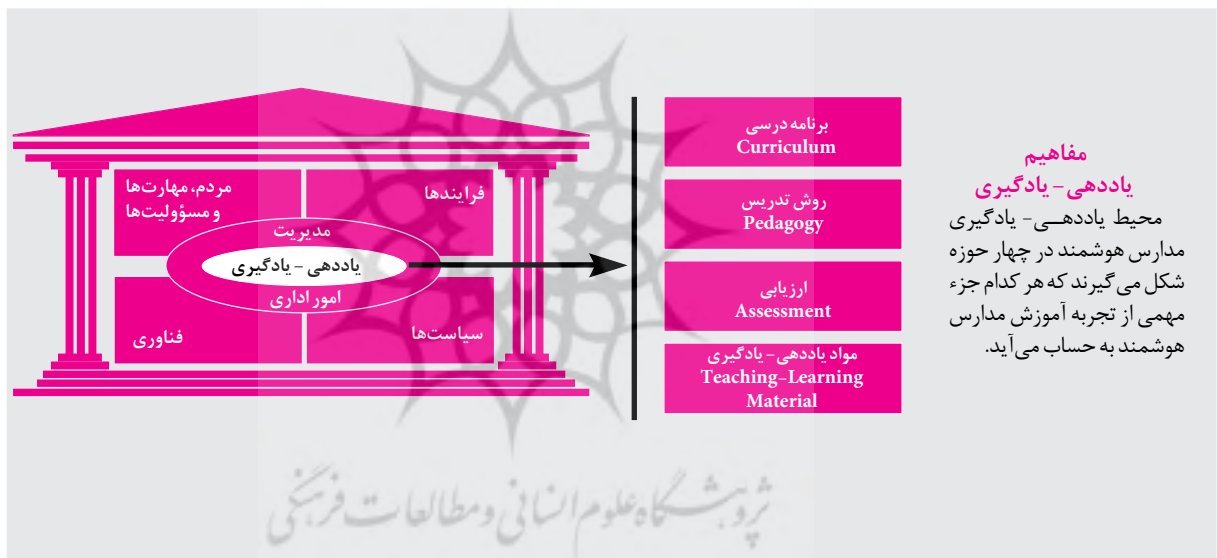 مفاهیم
یاددهی - یادگیری
محیط یاددهــی - یادگیری
مدارس هوشمند در چهار حوزه
شکل می‌گیرند که هر کدام جزء
مهمی از تجربه آموزش مدارس
هوشمند به حساب می‌آید.
برنامه درسی
Curriculum
روش تدریس
Pedagogy
ارزیابی
Assessment
مواد یاددهی - یادگیری
Teaching-Learning
Material
فرایندها
مردم، مهارت‌ها
و مسؤولیت‌ها
مدیریت
یاددهی - یادگیری
امور اداری
سیاست‌ها
فناوری
پژوهشگاه علوم انسانی و مطالعات فرهنگی